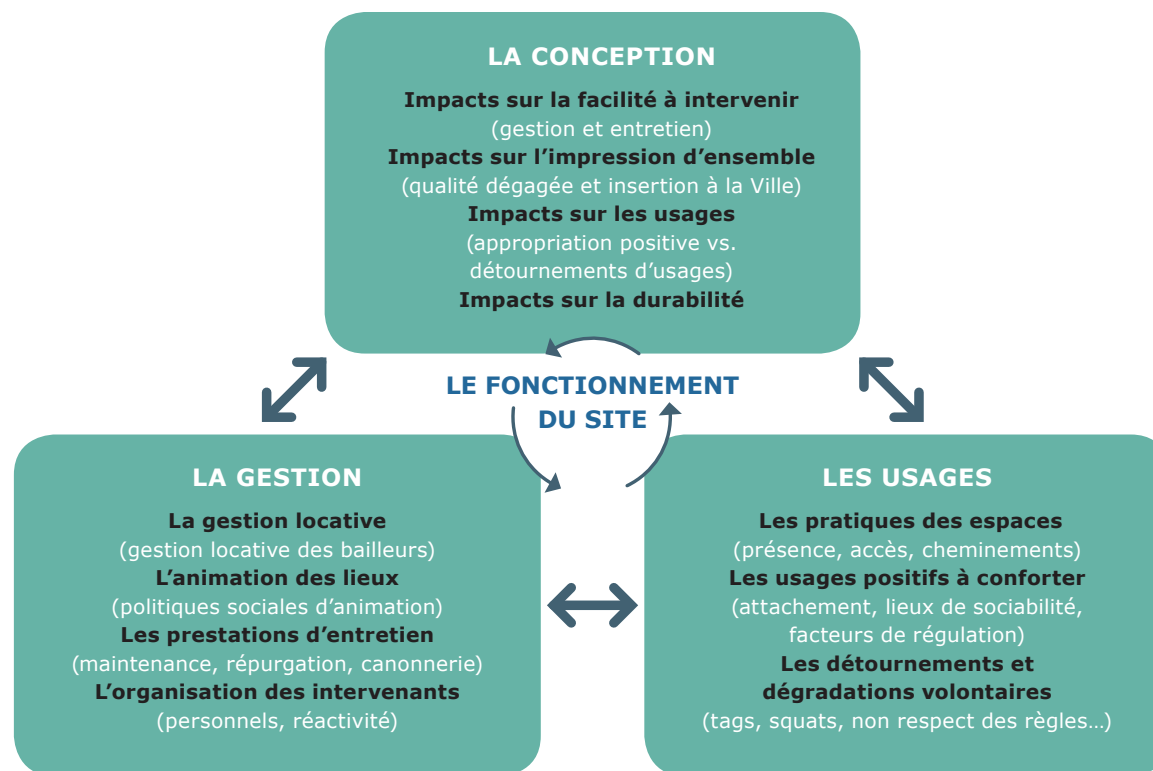 LA CONCEPTION
Impacts sur la facilité à intervenir
(gestion et entretien)
Impacts sur l’impression d’ensemble
(qualité dégagée et insertion à la Ville)
Impacts sur les usages
(appropriation positive vs.
détournements d’usages)
Impacts sur la durabilité
LE FONCTIONNEMENT
DU SITE
LA GESTION
La gestion locative
(gestion locative des bailleurs)
L’animation des lieux
(politiques sociales d’animation)
Les prestations d’entretien
(maintenance, répurgation, canonnerie)
L’organisation des intervenants
(personnels, réactivité)
LES USAGES
Les pratiques des espaces
(présence, accès, cheminements)
Les usages positifs à conforter
(attachement, lieux de sociabilité,
facteurs de régulation)
Les détournements et
dégradations volontaires
(tags, squats, non respect des règles…)